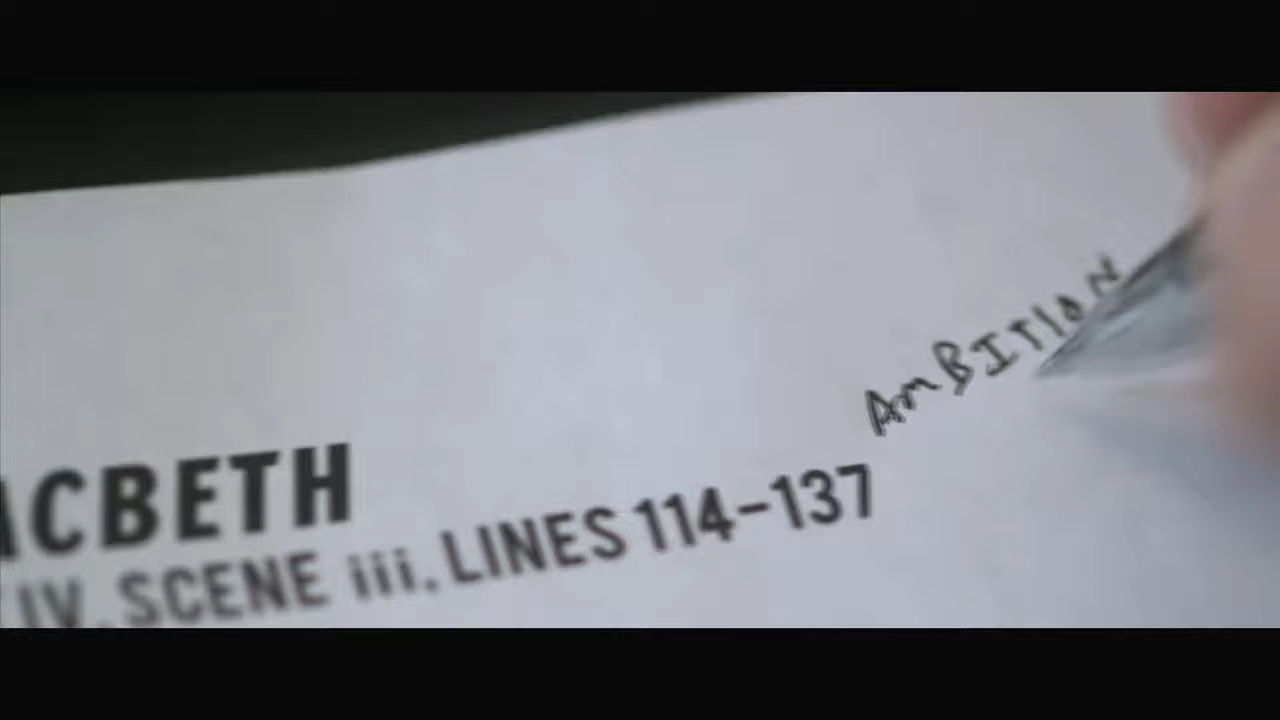 AmBITION
ACBETH
IV, SCENE iii, LINES 114-137